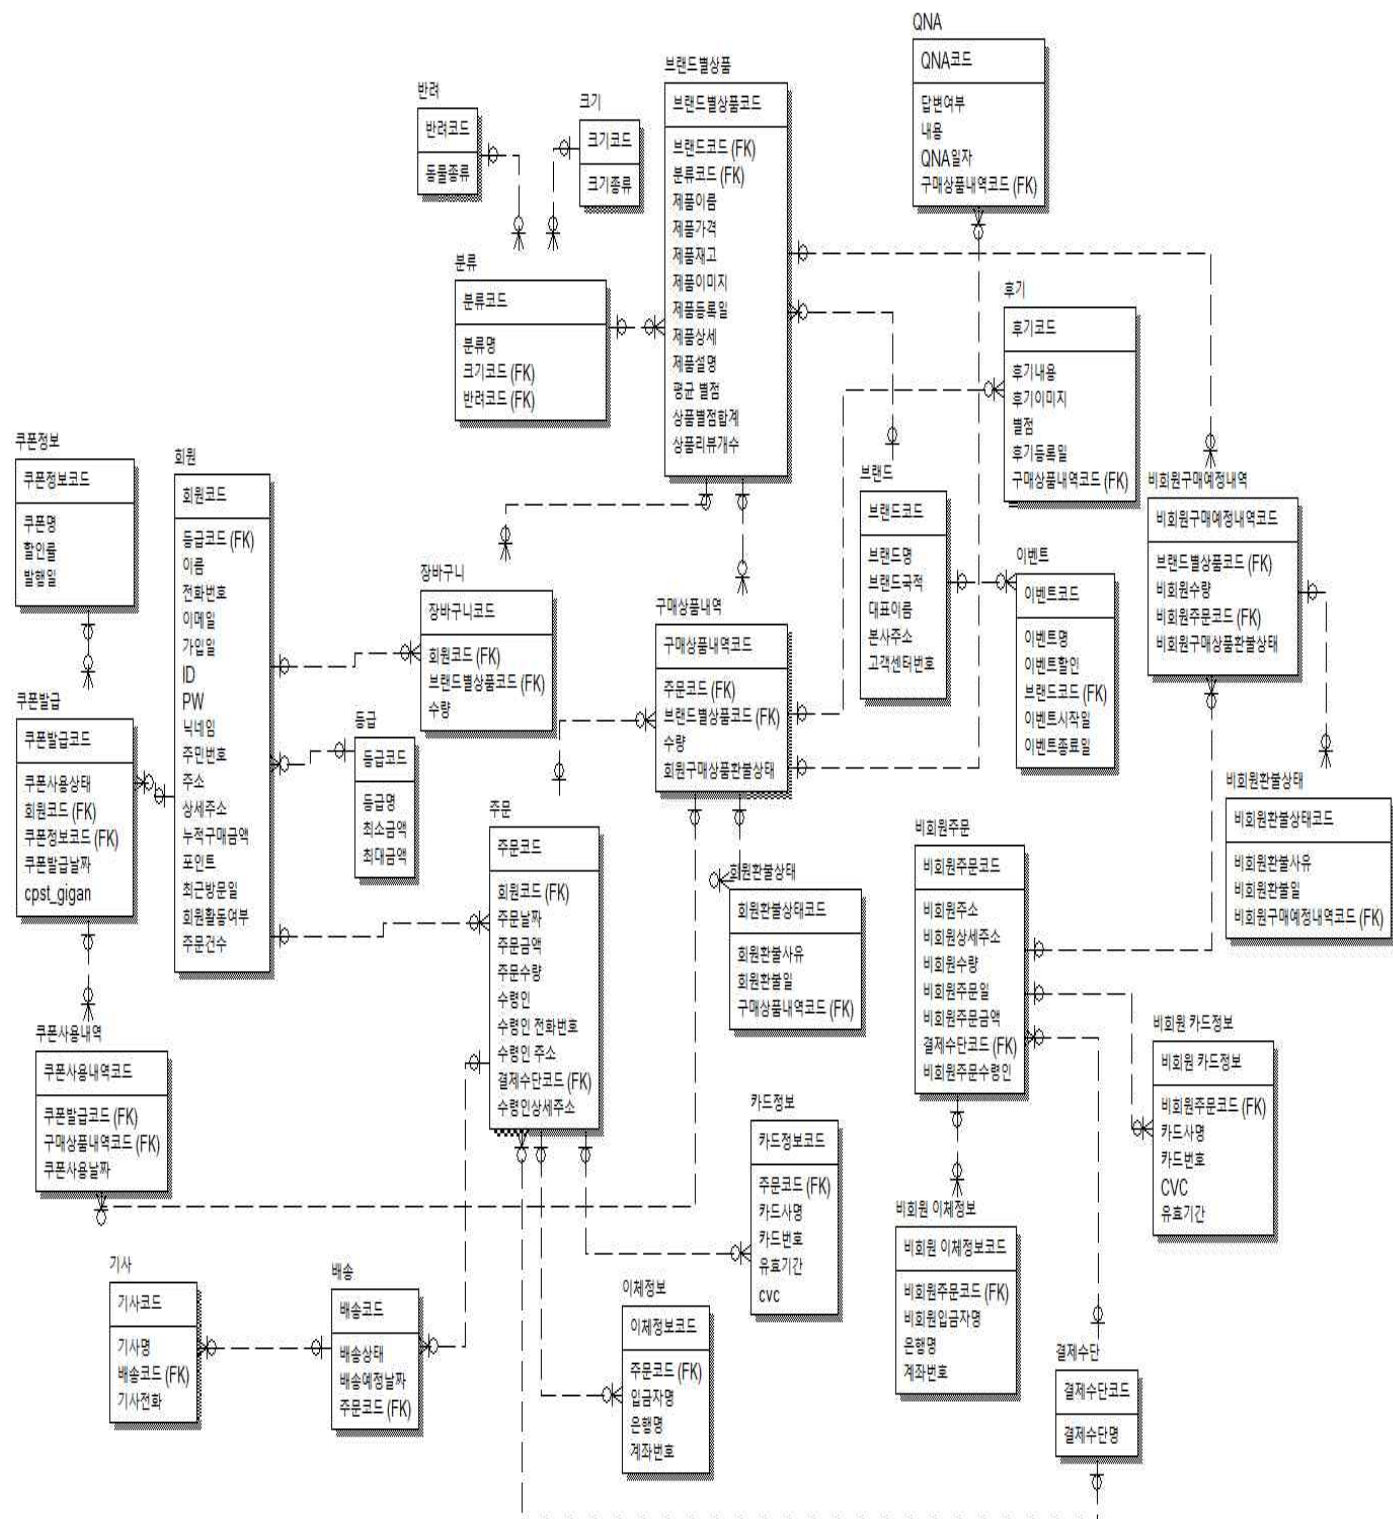 QNA
QNA코드
답변여부
내용
QNA일자
구매상품내역코드 (FK)
브랜드별상품
브랜드별상품코드
브랜드코드 (FK)
분류코드 (FK)
제품이름
제품가격
제품재고
제품이미지
제품등록일
제품상세
제품설명
평균 별점
상품별점합계
상품리뷰개수
반려
반려코드
동물종류
크기
크기코드
크기종류
분류
분류코드
분류명
크기코드 (FK)
반려코드 (FK)
후기
후기코드
후기내용
후기이미지
별점
후기등록일
구매상품내역코드 (FK)
쿠폰정보
쿠폰정보코드
쿠폰명
할인률
발행일
회원
회원코드
등급코드 (FK)
이름
전화번호
이메일
가입일
ID
PW
닉네임
주민번호
주소
상세주소
누적구매금액
포인트
최근방문일
회원활동여부
주문건수
브랜드
브랜드코드
브랜드명
브랜드국적
대표이름
본사주소
고객센터번호
비회원구매예정내역
비회원구매예정내역코드
브랜드별상품코드 (FK)
비회원수량
비회원주문코드 (FK)
비회원구매상품환불상태
이벤트
이벤트코드
이벤트명
이벤트할인
브랜드코드 (FK)
이벤트시작일
이벤트종료일
장바구니
장바구니코드
회원코드 (FK)
브랜드별상품코드 (FK)
수량
구매상품내역
구매상품내역코드
주문코드 (FK)
브랜드별상품코드 (FK)
수량
회원구매상품환불상태
쿠폰발급
쿠폰발급코드
쿠폰사용상태
회원코드 (FK)
쿠폰정보코드 (FK)
쿠폰발급날짜
cpst_gigan
등급
등급코드
등급명
최소금액
최대금액
비회원환불상태
비회원환불상태코드
비회원환불사유
비회원환불일
비회원구매예정내역코드 (FK)
주문
주문코드
회원코드 (FK)
주문날짜
주문금액
주문수량
수령인
수령인 전화번호
수령인 주소
결제수단코드 (FK)
수령인상세주소
회원환불상태
회원환불상태코드
회원환불사유
회원환불일
구매상품내역코드 (FK)
비회원주문
비회원주문코드
비회원주소
비회원상세주소
비회원수량
비회원주문일
비회원주문금액
결제수단코드 (FK)
비회원주문수령인
쿠폰사용내역
쿠폰사용내역코드
쿠폰발급코드 (FK)
구매상품내역코드 (FK)
쿠폰사용날짜
비회원 카드정보
비회원 카드정보
비회원주문코드 (FK)
카드사명
카드번호
CVC
유효기간
카드정보
카드정보코드
주문코드 (FK)
카드사명
카드번호
유효기간
cvc
비회원 이체정보
비회원 이체정보코드
비회원주문코드 (FK)
비회원입금자명
은행명
계좌번호
기사
기사코드
기사명
배송코드 (FK)
기사전화
배송
배송코드
배송상태
배송예정날짜
주문코드 (FK)
이체정보
이체정보코드
주문코드 (FK)
입금자명
은행명
계좌번호
결제수단
결제수단코드
결제수단명